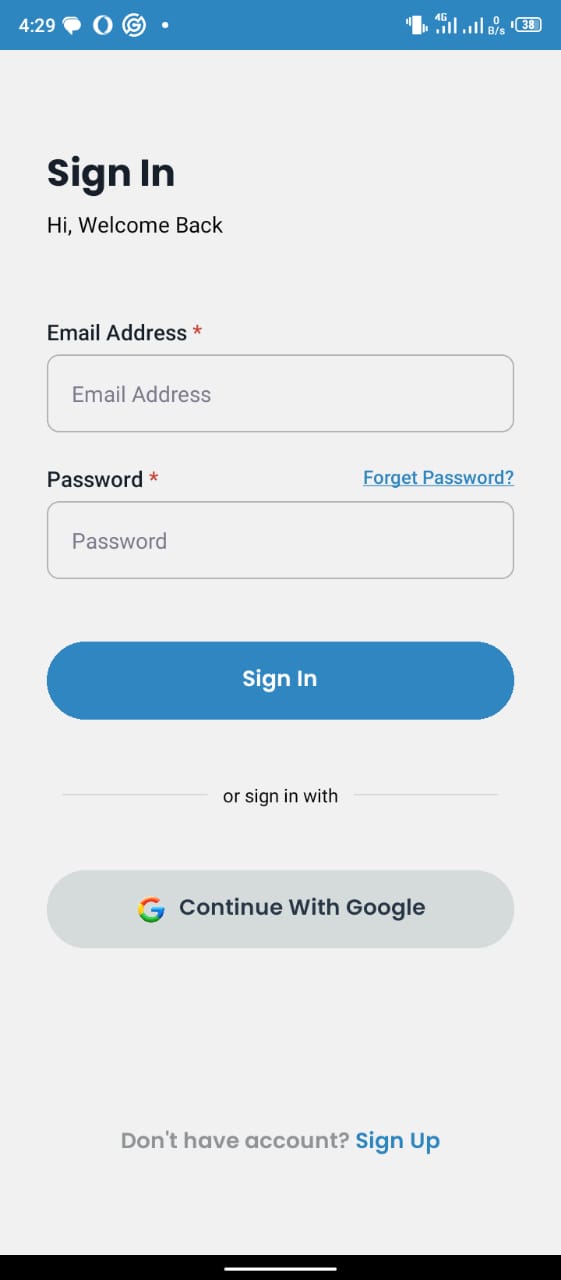 4:29 4G 0 B/s 38
Sign In
Hi, Welcome Back
Email Address *
Email Address
Password * Forget Password?
Password
Sign In
or sign in with
Continue With Google
Don't have account? Sign Up